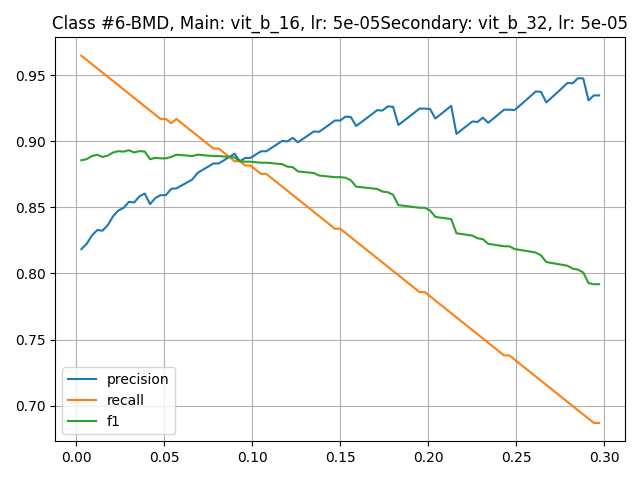 Class #6-BMD, Main: vit_b_16, lr: 5e-05Secondary: vit_b_32, lr: 5e-05
0.95
0.90
0.85
0.80
0.75
0.70
precision
recall
f1
0.00 0.05 0.10 0.15 0.20 0.25 0.30